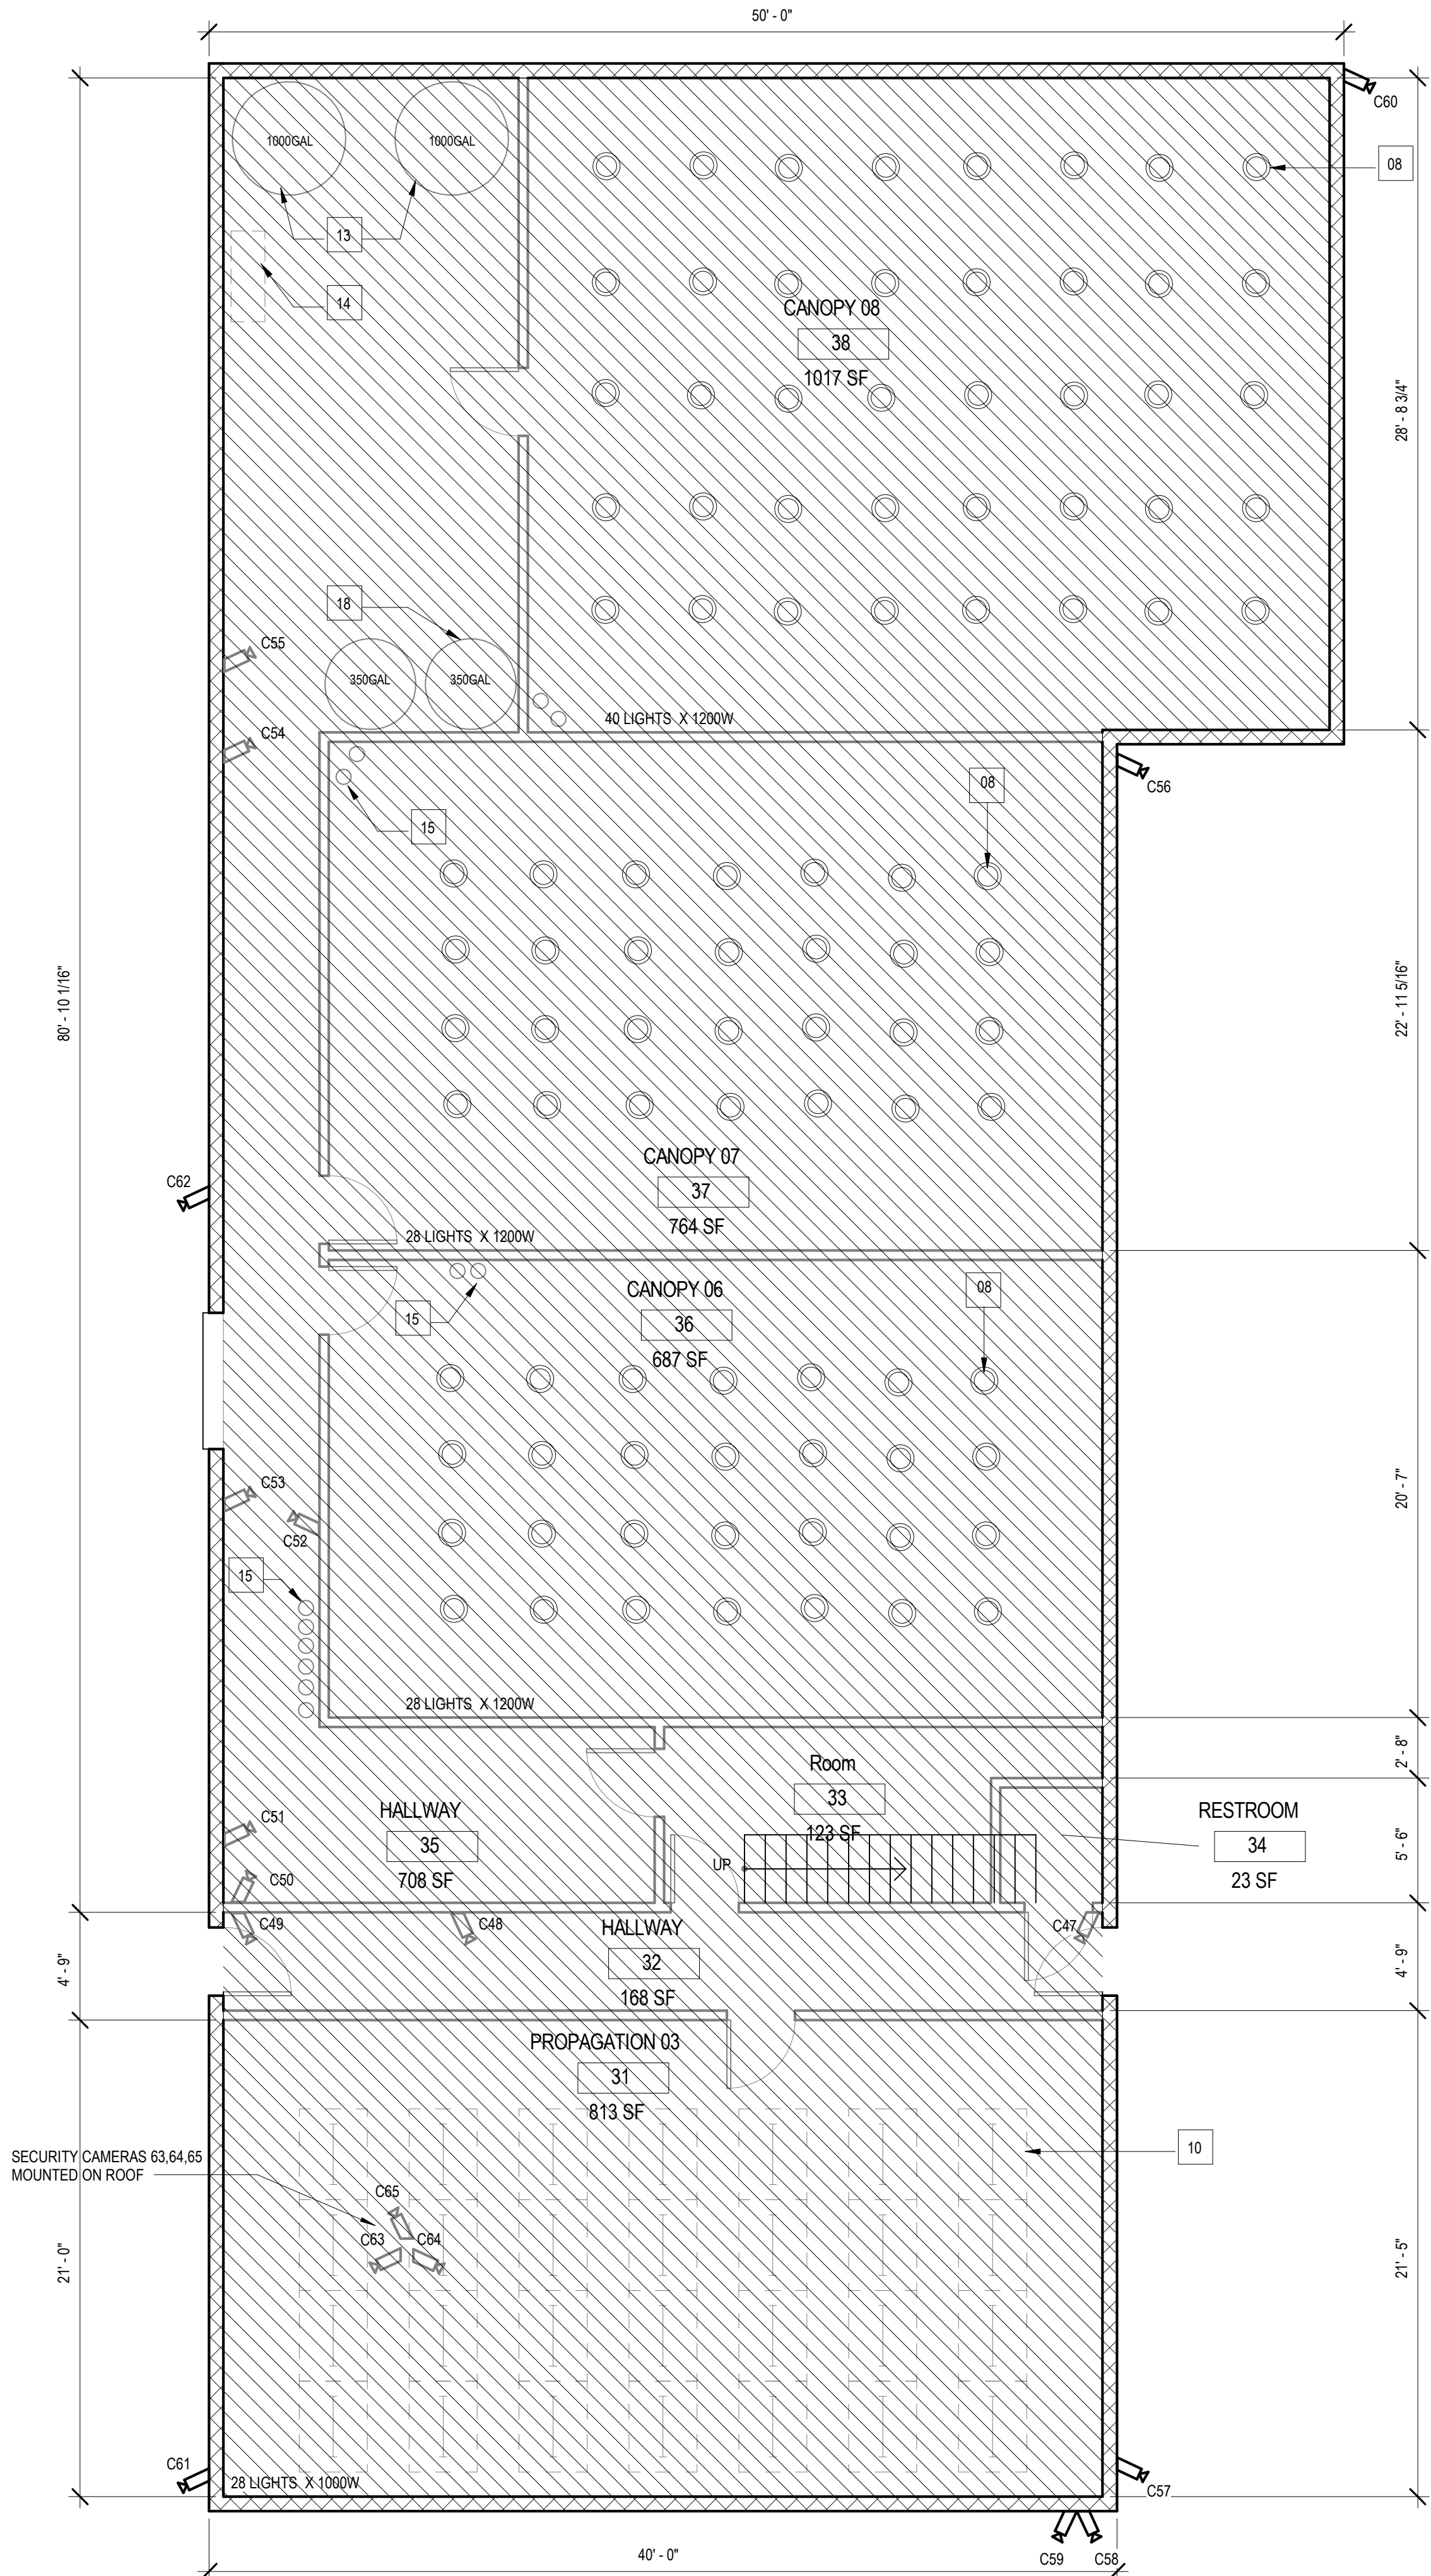 50' - 0"
C60
1000GAL
1000GAL
08
13
14
CANOPY 08
38
1017 SF
28' - 8 3/4"
18
C55
350GAL
350GAL
40 LIGHTS X 1200W
C54
08
C56
15
80' - 10 1/16"
22' - 11 5/16"
CANOPY 07
37
764 SF
C62
28 LIGHTS X 1200W
CANOPY 06
36
687 SF
08
15
C53
C52
20' - 7"
15
28 LIGHTS X 1200W
2' - 8"
Room
33
123 SF
C51
HALLWAY
35
708 SF
RESTROOM
34
23 SF
5' - 6"
UP
C50
C49
C48
HALLWAY
32
168 SF
C47
4' - 9"
4' - 9"
PROPAGATION 03
31
813 SF
10
SECURITY CAMERAS 63,64,65
MOUNTED ON ROOF
C65
C63
C64
21' - 0"
21' - 5"
C61
28 LIGHTS X 1000W
C57
C59
C58
40' - 0"